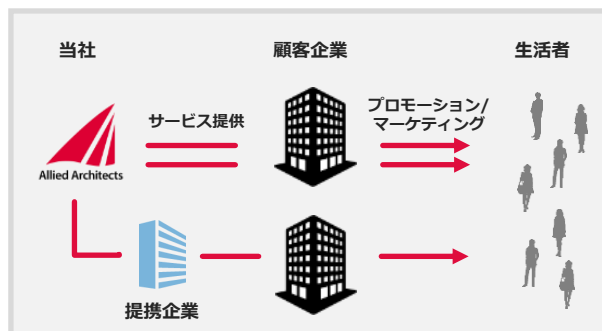 当社
顧客企業
生活者
サービス提供
プロモーション/
マーケティング
Allied Architects
提携企業